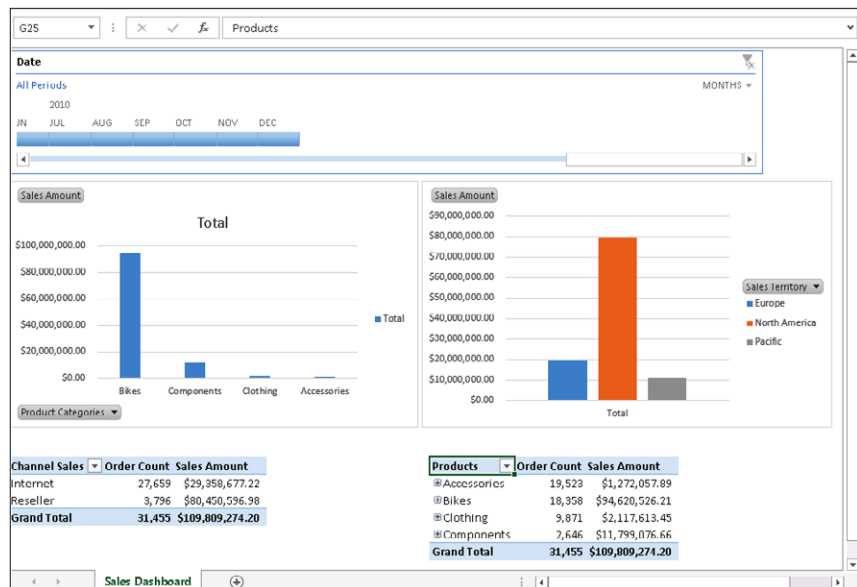 G25 fx Products
Date
All Periods MONTHS
2010
JN JUL AUG SEP OCT NOV DEC
Sales Amount
Total
$100,000,000.00
$80,000,000.00
$60,000,000.00
$40,000,000.00
$20,000,000.00
$0.00
Bikes Components Clothing Accessories
Total
Product Categories
Sales Amount
$90,000,000.00
$80,000,000.00
$70,000,000.00
$60,000,000.00
$50,000,000.00
$40,000,000.00
$30,000,000.00
$20,000,000.00
$10,000,000.00
$0.00
Total
Sales Territory
Europe
North America
Pacific
Channel Sales Order Count Sales Amount
Internet 27,659 $29,358,677.22
Reseller 3,796 $80,450,596.98
Grand Total 31,455 $109,809,274.20
Products Order Count Sales Amount
Accessories 19,523 $1,272,057.89
Bikes 18,358 $94,620,526.21
Clothing 9,871 $2,117,613.45
Components 2,646 $11,799,076.66
Grand Total 31,455 $109,809,274.20
Sales Dashboard